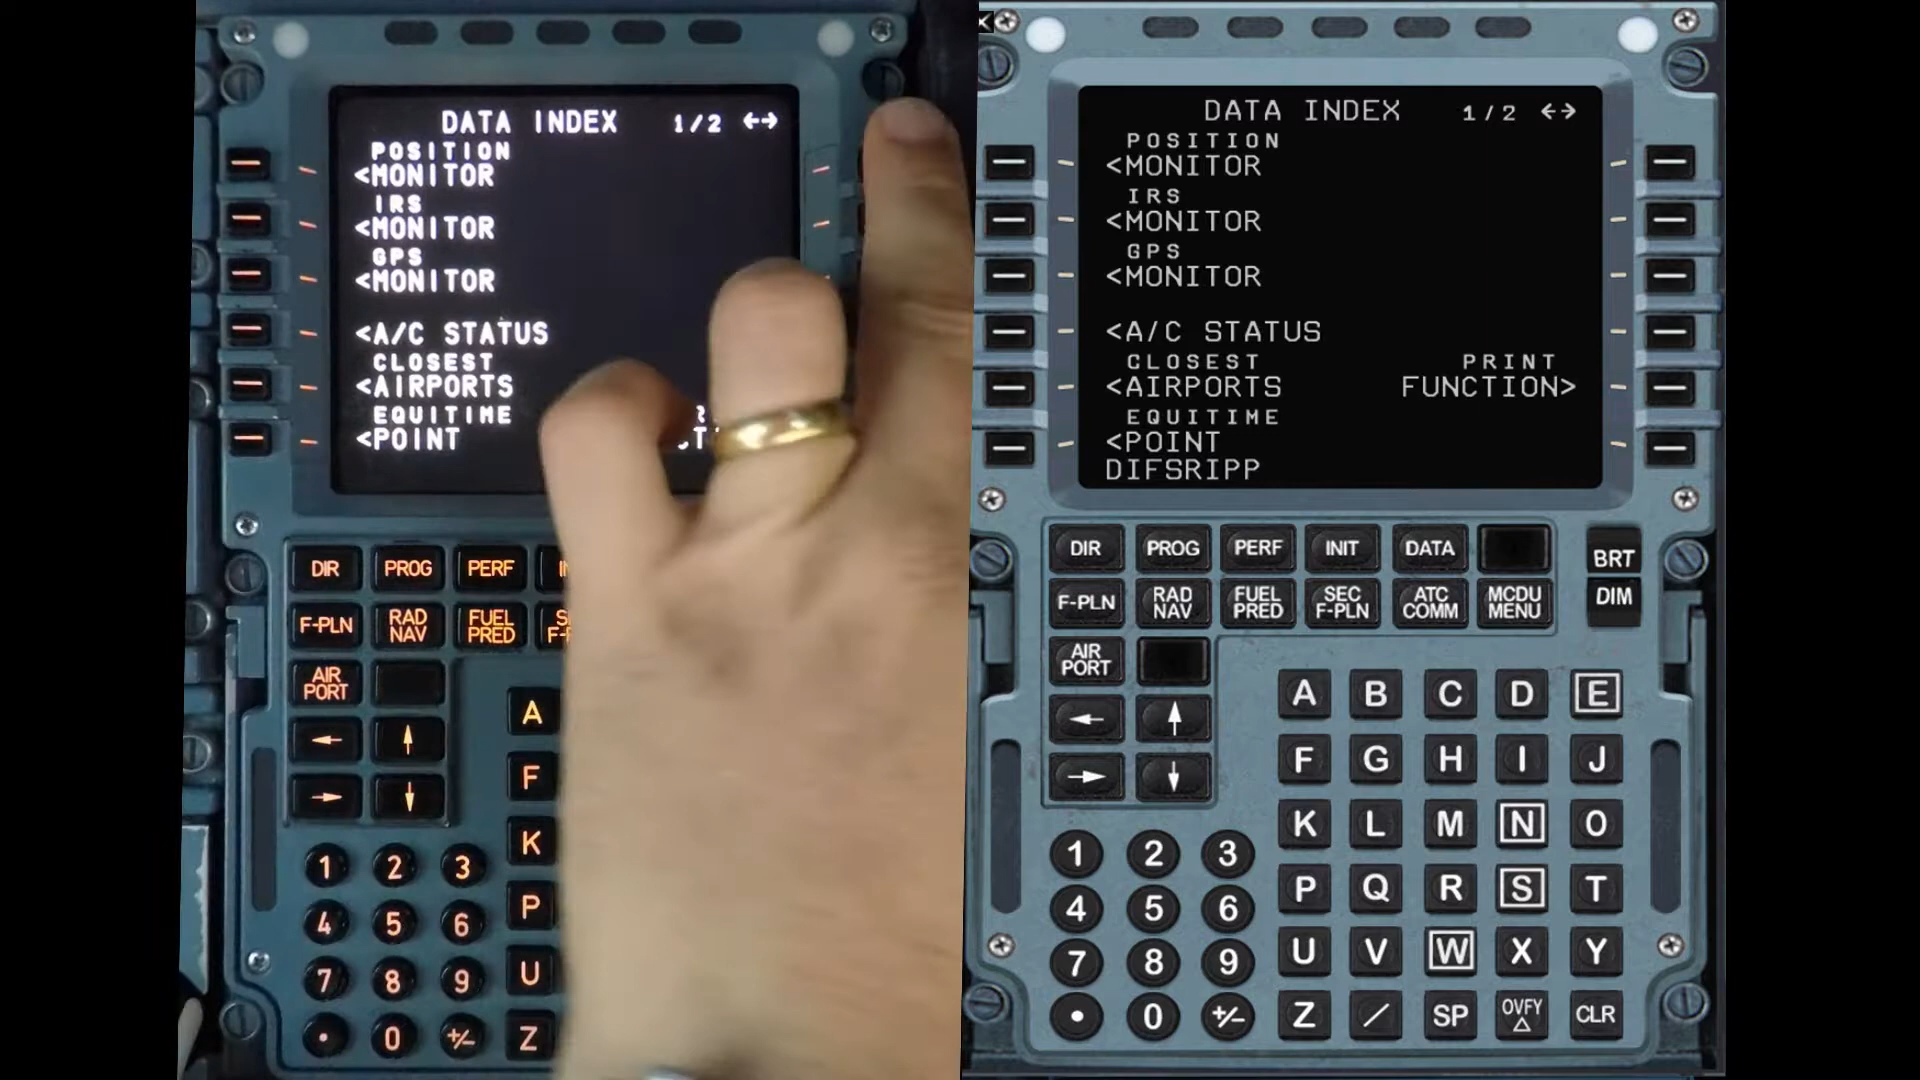 DATA INDEX 1/2 ←→
POSITION
<MONITOR
IRS
<MONITOR
GPS
<MONITOR
<A/C STATUS
CLOSEST
<AIRPORTS
EQUITIME
<POINT
DIR PROG PERF
F-PLN RAD NAV FUEL PRED
AIR PORT
← ↑
→ ↓
A
F
K
P
U
Z
1 2 3
4 5 6
7 8 9
. 0 +/-
DATA INDEX 1/2 ←→
POSITION
<MONITOR
IRS
<MONITOR
GPS
<MONITOR
<A/C STATUS
CLOSEST PRINT
<AIRPORTS FUNCTION>
EQUITIME
<POINT
DIFSRIPP
DIR PROG PERF INIT DATA
BRT
F-PLN RAD NAV FUEL PRED SEC F-PLN ATC COMM MCDU MENU
DIM
AIR PORT
← ↑
→ ↓
A B C D E
F G H I J
K L M N O
P Q R S T
U V W X Y
Z / SP OVFY △ CLR
1 2 3
4 5 6
7 8 9
. 0 +/-